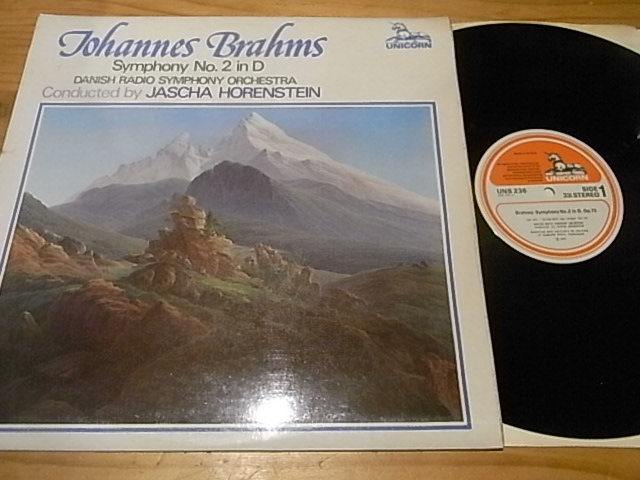 Johannes Brahms
Symphony No. 2 in D
DANISH RADIO SYMPHONY ORCHESTRA
Conducted by JASCHA HORENSTEIN
UNICORN
UNICORN
UNS 236
SIDE 1
STEREO
Brahms: Symphony No. 2 in D. Op. 73